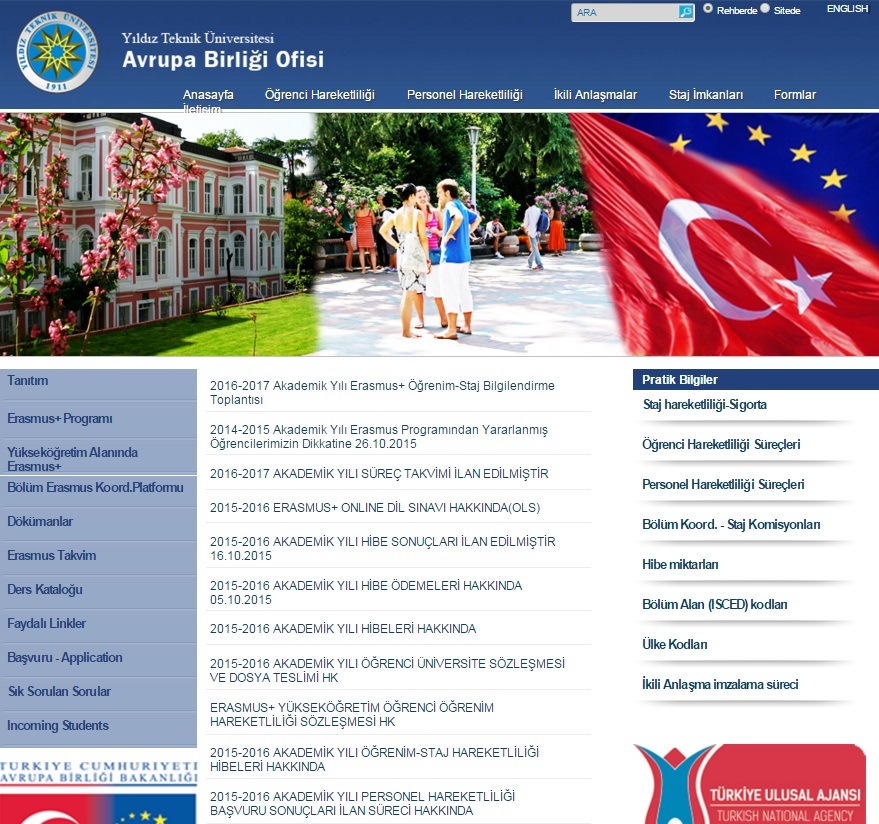 YILDIZ TEKNİK ÜNİVERSİTESİ
1911
Yıldız Teknik Üniversitesi
Avrupa Birliği Ofisi
ARA
Rehberde
Sitede
ENGLISH
Anasayfa
Öğrenci Hareketliliği
Personel Hareketliliği
İkili Anlaşmalar
Staj İmkanları
Formlar
İletişim
Tanıtım
Erasmus+ Programı
Yükseköğretim Alanında
Erasmus+
Bölüm Erasmus Koord.Platformu
Dökümanlar
Erasmus Takvim
Ders Kataloğu
Faydalı Linkler
Başvuru - Application
Sık Sorulan Sorular
Incoming Students
TÜRKİYE CUMHURİYETİ
AVRUPA BİRLİĞİ BAKANLIĞI
2016-2017 Akademik Yılı Erasmus+ Öğrenim-Staj Bilgilendirme
Toplantısı
2014-2015 Akademik Yılı Erasmus Programından Yararlanmış
Öğrencilerimizin Dikkatine 26.10.2015
2016-2017 AKADEMİK YILI SÜREÇ TAKVİMİ İLAN EDİLMİŞTİR
2015-2016 ERASMUS+ ONLINE DİL SINAVI HAKKINDA(OLS)
2015-2016 AKADEMİK YILI HİBE SONUÇLARI İLAN EDİLMİŞTİR
16.10.2015
2015-2016 AKADEMİK YILI HİBE ÖDEMELERİ HAKKINDA
05.10.2015
2015-2016 AKADEMİK YILI HİBELERİ HAKKINDA
2015-2016 AKADEMİK YILI ÖĞRENCİ ÜNİVERSİTE SÖZLEŞMESİ
VE DOSYA TESLİMİ HK
ERASMUS+ YÜKSEKÖĞRETİM ÖĞRENCİ ÖĞRENİM
HAREKETLİLİĞİ SÖZLEŞMESİ HK
2015-2016 AKADEMİK YILI ÖĞRENİM-STAJ HAREKETLİLİĞİ
HİBELERİ HAKKINDA
2015-2016 AKADEMİK YILI PERSONEL HAREKETLİLİĞİ
BAŞVURU SONUÇLARI İLAN SÜRECİ HAKKINDA
Pratik Bilgiler
Staj hareketliliği-Sigorta
Öğrenci Hareketliliği Süreçleri
Personel Hareketliliği Süreçleri
Bölüm Koord. - Staj Komisyonları
Hibe miktarları
Bölüm Alan (ISCED) kodları
Ülke Kodları
İkili Anlaşma imzalama süreci
TÜRKİYE ULUSAL AJANSI
TURKISH NATIONAL AGENCY